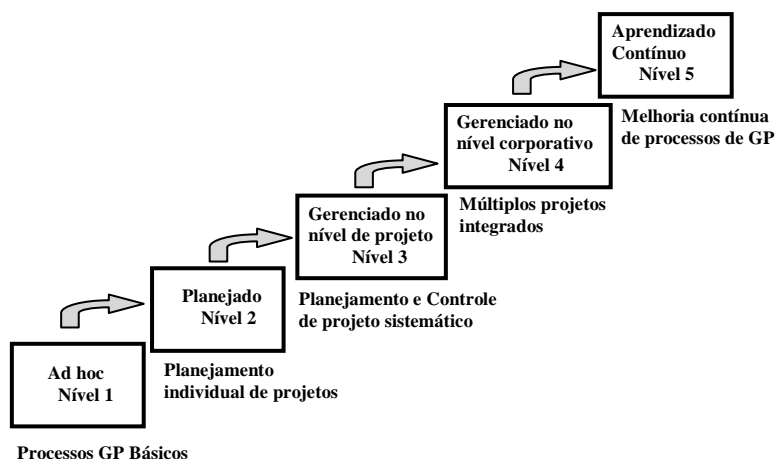 Aprendizado
Contínuo
Nível 5
Melhoria contínua
de processos de GP
Gerenciado no
nível corporativo
Nível 4
Múltiplos projetos
integrados
Gerenciado no
nível de projeto
Nível 3
Planejamento e Controle
de projeto sistemático
Planejado
Nível 2
Planejamento
individual de projetos
Ad hoc
Nível 1
Processos GP Básicos